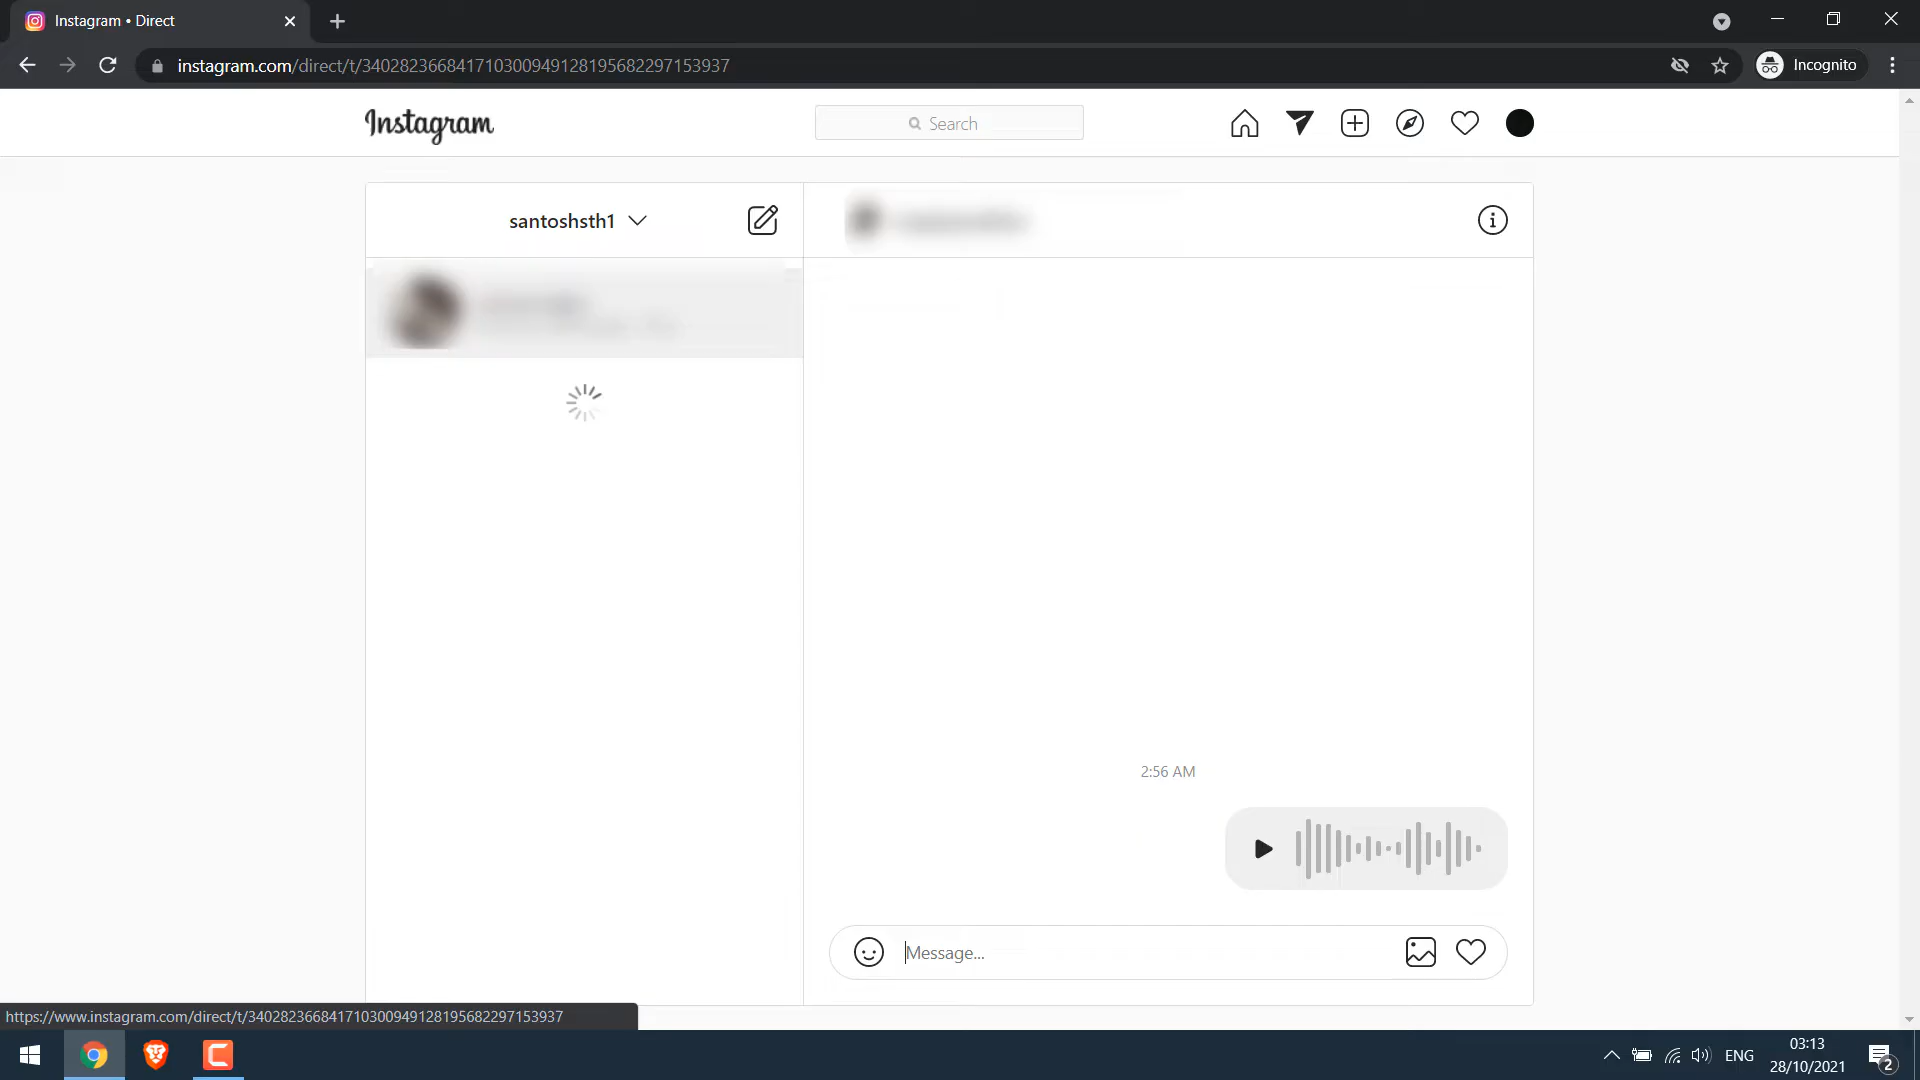 Instagram • Direct
instagram.com/direct/t/340282366841710300949128195682297153937
Incognito
Instagram
Search
santoshsth1
2:56 AM
Message...
https://www.instagram.com/direct/t/340282366841710300949128195682297153937
ENG
03:13
28/10/2021
2